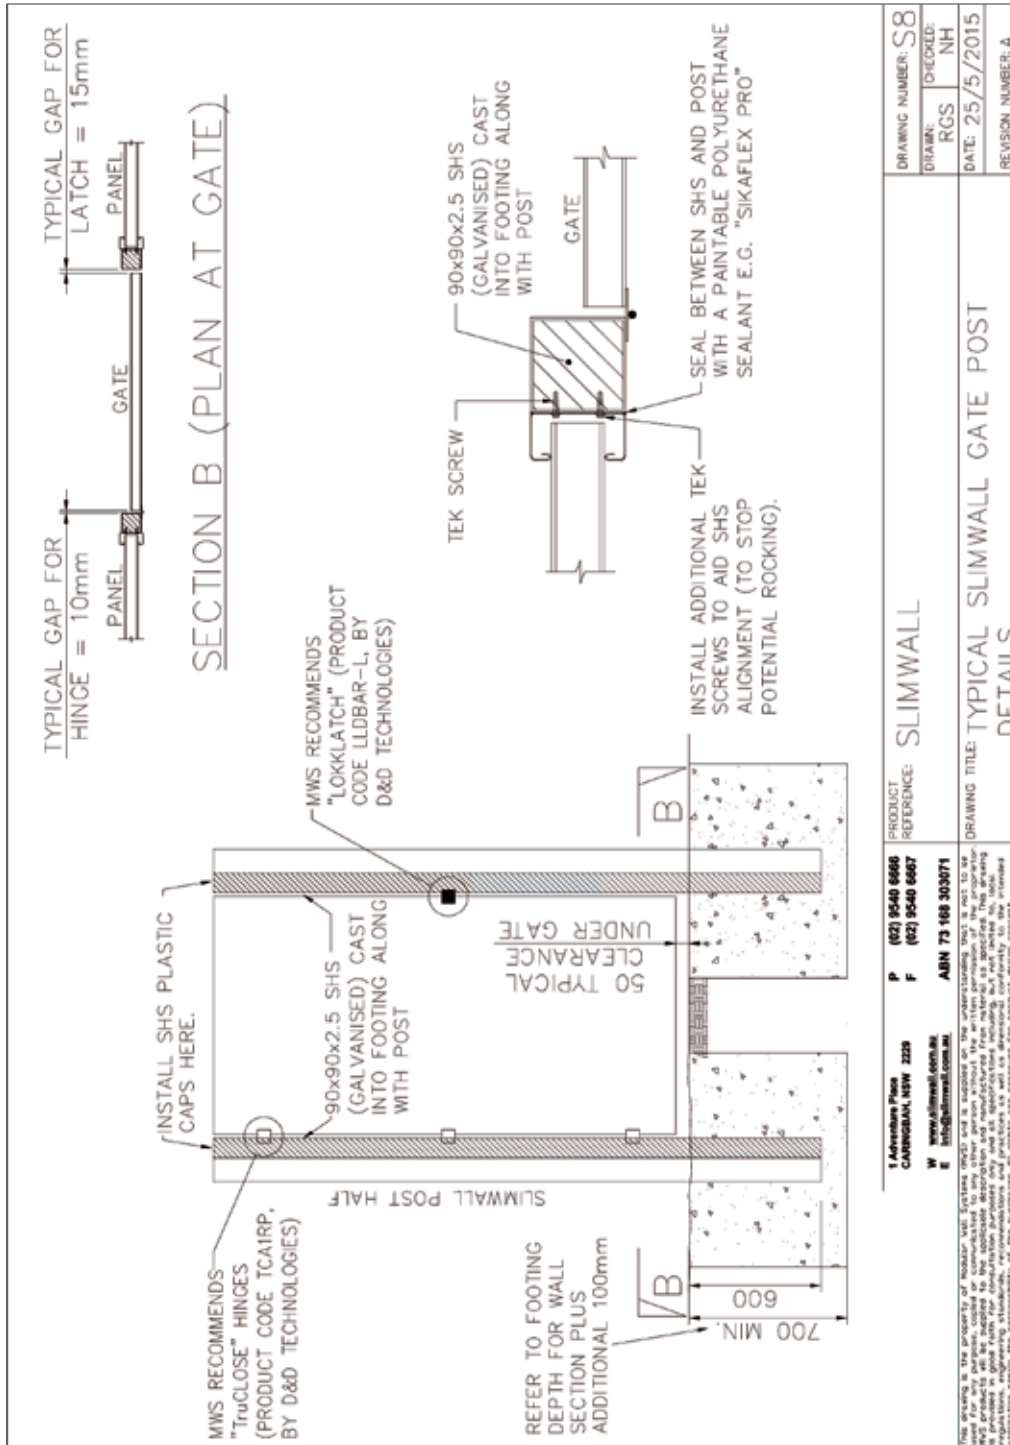 TYPICAL GAP FOR
HINGE = 10mm
TYPICAL GAP FOR
LATCH = 15mm
PANEL
GATE
PANEL
SECTION B (PLAN AT GATE)
INSTALL SHS PLASTIC
CAPS HERE.
MWS RECOMMENDS
"TruCLOSE" HINGES
(PRODUCT CODE TCA1RP,
BY D&D TECHNOLOGIES)
MWS RECOMMENDS
"LOKKLATCH" (PRODUCT
CODE LLDBAR-L, BY
D&D TECHNOLOGIES)
SLIMWALL POST HALF
90x90x2.5 SHS
(GALVANISED) CAST
INTO FOOTING ALONG
WITH POST
50 TYPICAL
CLEARANCE
UNDER GATE
REFER TO FOOTING
DEPTH FOR WALL
SECTION PLUS
ADDITIONAL 100mm
B
B
600
700 MIN.
TEK SCREW
90x90x2.5 SHS
(GALVANISED) CAST
INTO FOOTING ALONG
WITH POST
GATE
INSTALL ADDITIONAL TEK
SCREWS TO AID SHS
ALIGNMENT (TO STOP
POTENTIAL ROCKING).
SEAL BETWEEN SHS AND POST
WITH A PAINTABLE POLYURETHANE
SEALANT E.G. "SIKAFLEX PRO"
1 Adventure Place
CARINGBAH, NSW 2229
P (02) 9540 6666
F (02) 9540 6667
W www.slimwall.com.au
E info@slimwall.com.au
ABN 73 168 303071
PRODUCT
REFERENCE: SLIMWALL
DRAWING TITLE: TYPICAL SLIMWALL GATE POST
DETAILS
DRAWING NUMBER: S8
DRAWN: RGS
CHECKED: NH
DATE: 25/5/2015
REVISION NUMBER: A